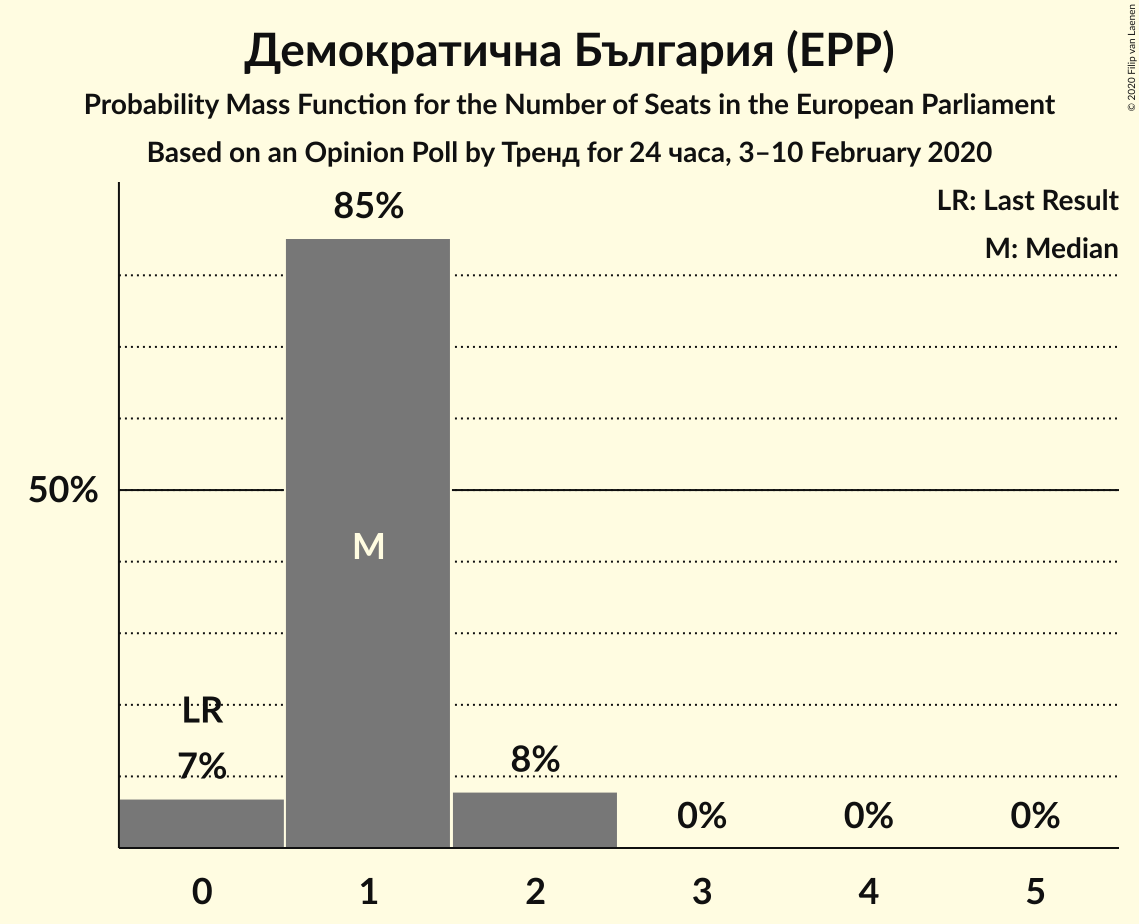 Демократична България (EPP)
Probability Mass Function for the Number of Seats in the European Parliament
Based on an Opinion Poll by Тренд for 24 часа, 3–10 February 2020
© 2020 Filip van Laenen
LR: Last Result
M: Median
85%
50%
M
LR
7%
8%
0%
0%
0%
0
1
2
3
4
5